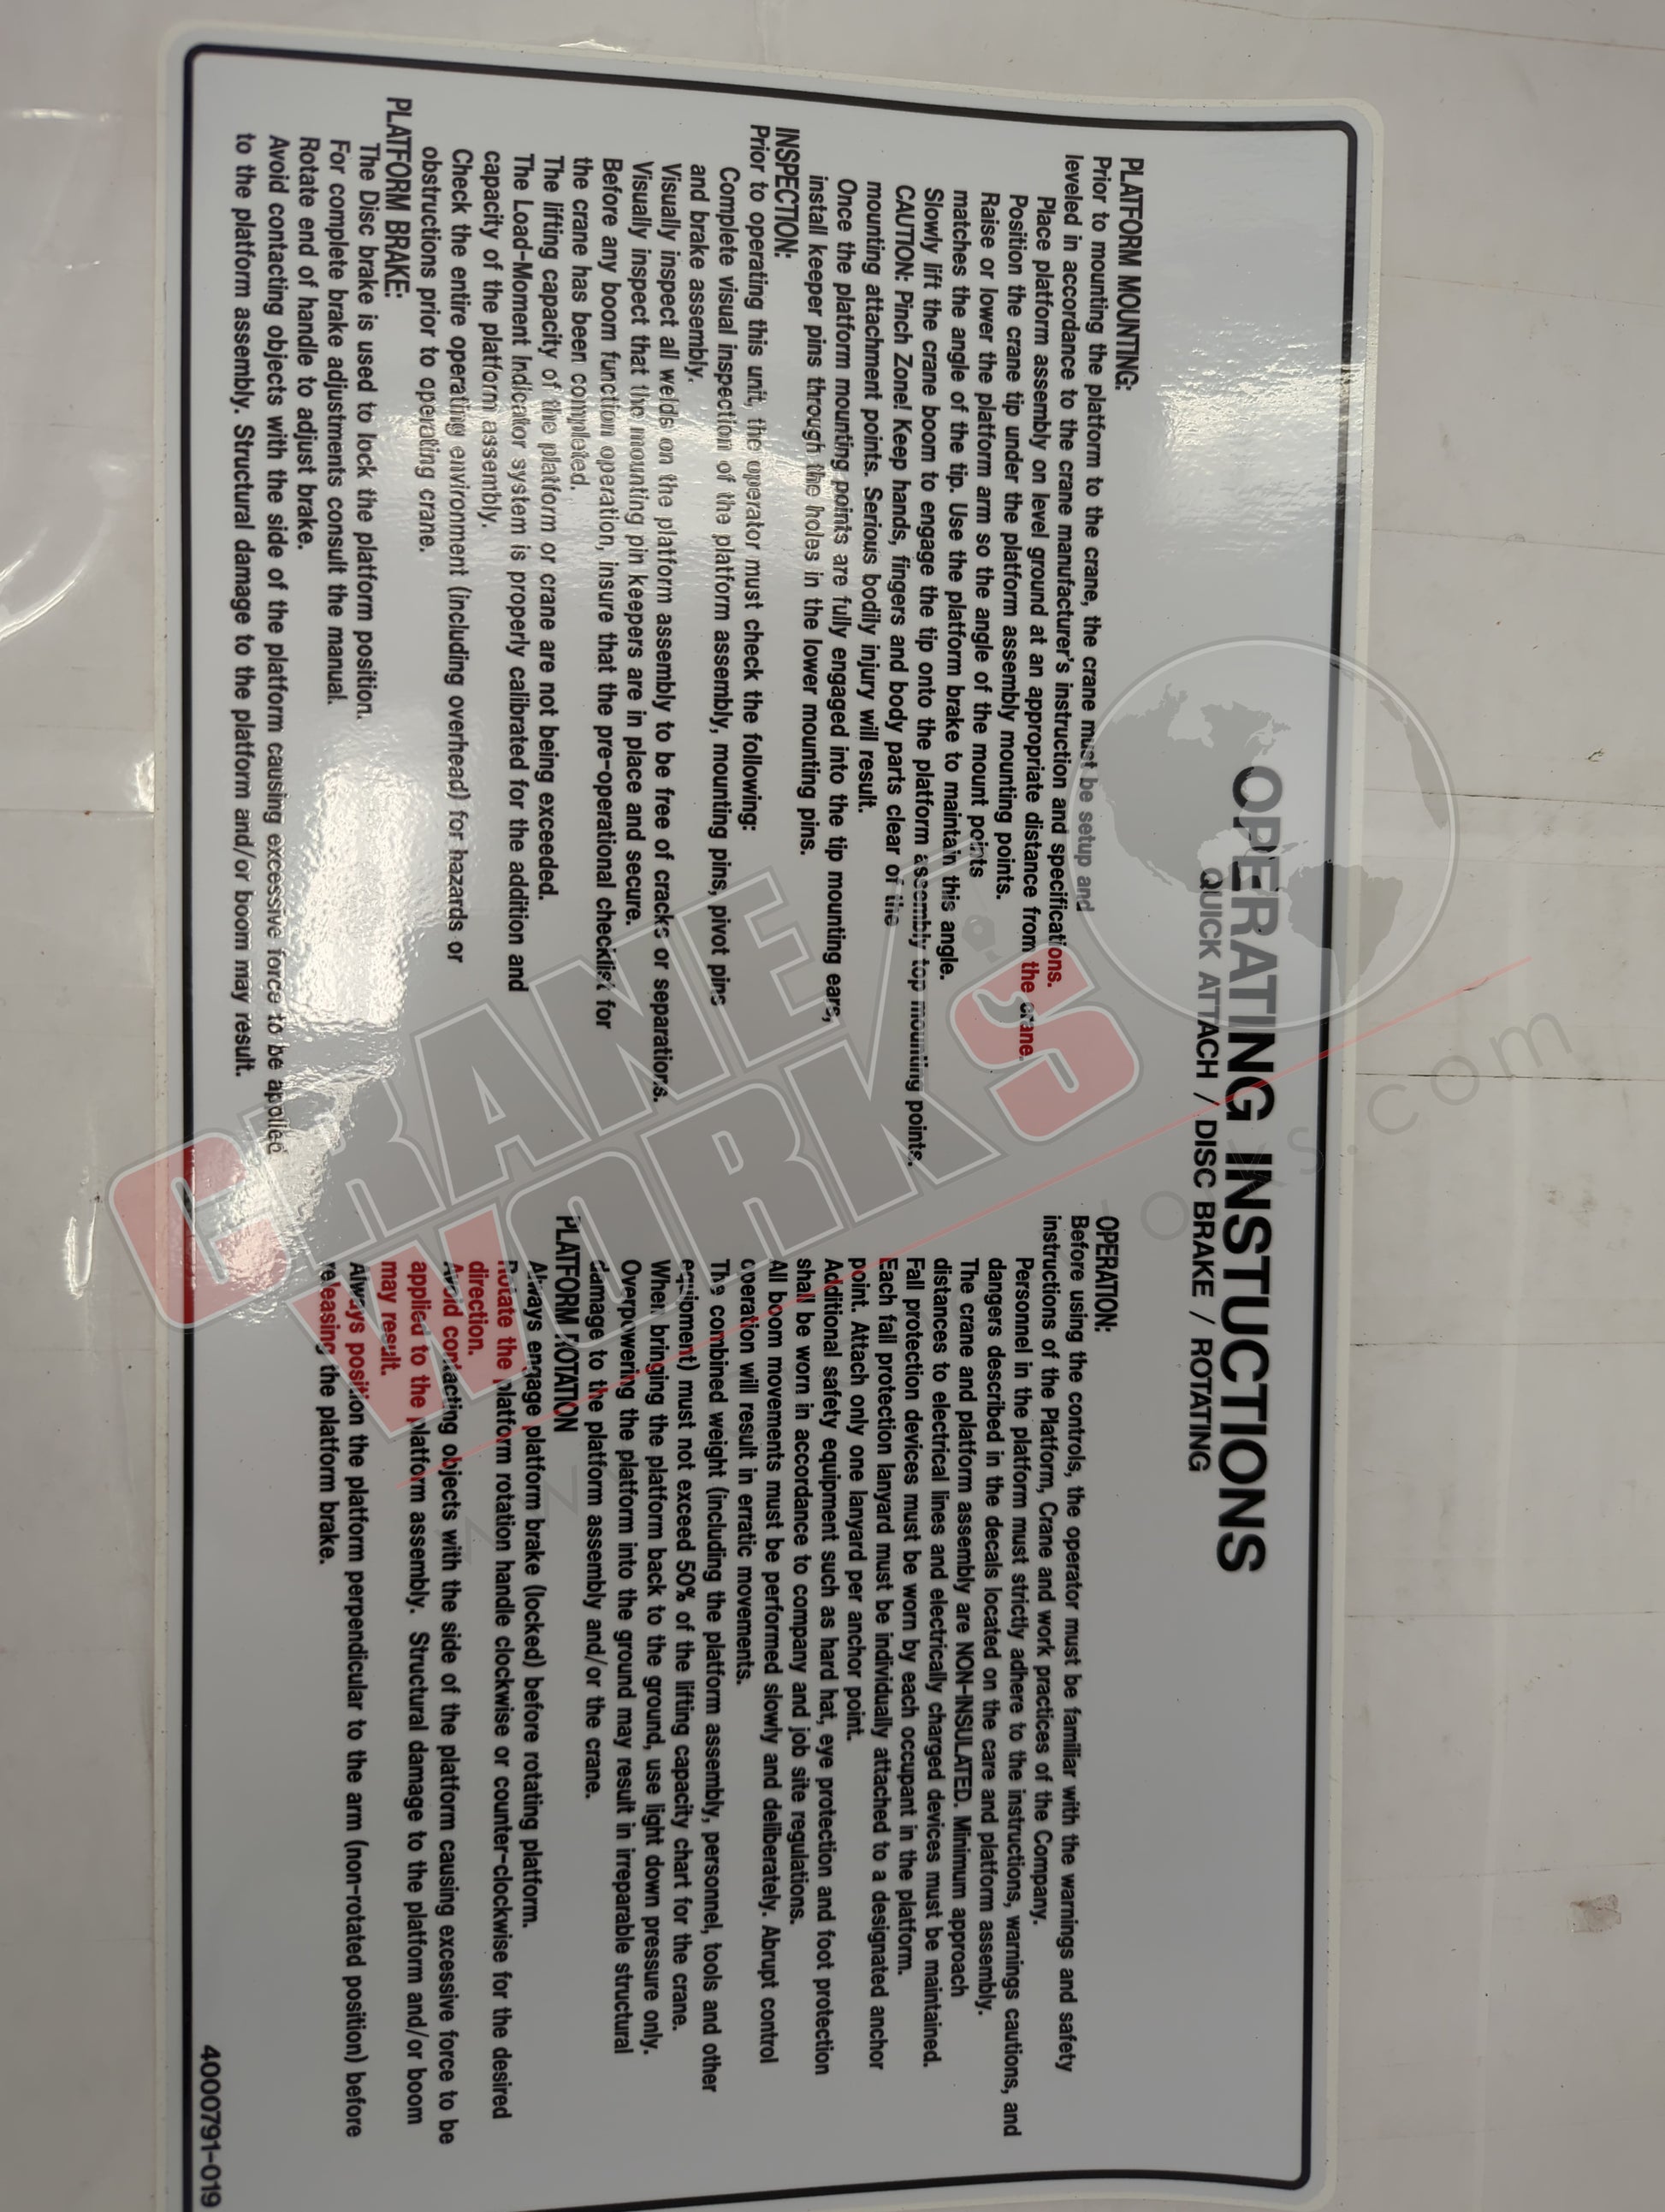 OPERATING INSTUCTIONS
QUICK ATTACH / DISC BRAKE / ROTATING
PLATFORM MOUNTING:
Prior to mounting the platform to the crane, the crane must be setup and
leveled in accordance to the crane manufacturer's instruction and specifications.
Place platform assembly on level ground at an appropriate distance from the crane.
Position the crane tip under the platform assembly mounting points.
Raise or lower the platform arm so the angle of the mount points
matches the angle of the tip. Use the platform brake to maintain this angle.
Slowly lift the crane boom to engage the tip onto the platform assembly top mounting points.
CAUTION: Pinch Zone! Keep hands, fingers and body parts clear of the
mounting attachment points. Serious bodily injury will result.
Once the platform mounting points are fully engaged into the tip mounting ears,
install keeper pins through the holes in the lower mounting pins.
INSPECTION:
Prior to operating this unit, the operator must check the following:
Complete visual inspection of the platform assembly, mounting pins, pivot pins
and brake assembly.
Visually inspect all welds on the platform assembly to be free of cracks or separations.
Visually inspect that the mounting pin keepers are in place and secure.
Before any boom function operation, insure that the pre-operational checklist for
the crane has been completed.
The lifting capacity of the platform or crane are not being exceeded.
The Load-Moment Indicator system is properly calibrated for the addition and
capacity of the platform assembly.
Check the entire operating environment (including overhead) for hazards or
obstructions prior to operating crane.
PLATFORM BRAKE:
The Disc brake is used to lock the platform position.
For complete brake adjustments consult the manual.
Rotate end of handle to adjust brake.
Avoid contacting objects with the side of the platform causing excessive force to be applied
to the platform assembly. Structural damage to the platform and/or boom may result.
OPERATION:
Before using the controls, the operator must be familiar with the warnings and safety
instructions of the Platform, Crane and work practices of the Company.
Personnel in the platform must strictly adhere to the instructions, warnings cautions, and
dangers described in the decals located on the care and platform assembly.
The crane and platform assembly are NON-INSULATED. Minimum approach
distances to electrical lines and electrically charged devices must be maintained.
Fall protection devices must be worn by each occupant in the platform.
Each fall protection lanyard must be individually attached to a designated anchor
point. Attach only one lanyard per anchor point.
Additional safety equipment such as hard hat, eye protection and foot protection
shall be worn in accordance to company and job site regulations.
All boom movements must be performed slowly and deliberately. Abrupt control
operation will result in erratic movements.
The combined weight (including the platform assembly, personnel, tools and other
equipment) must not exceed 50% of the lifting capacity chart for the crane.
When bringing the platform back to the ground, use light down pressure only.
Overpowering the platform into the ground may result in irreparable structural
damage to the platform assembly and/or the crane.
PLATFORM ROTATION
Always engage platform brake (locked) before rotating platform.
Rotate the platform rotation handle clockwise or counter-clockwise for the desired
direction.
Avoid contacting objects with the side of the platform causing excessive force to be
applied to the platform assembly. Structural damage to the platform and/or boom
may result.
Always position the platform perpendicular to the arm (non-rotated position) before
releasing the platform brake.
4000791-019
CRANEWORKS